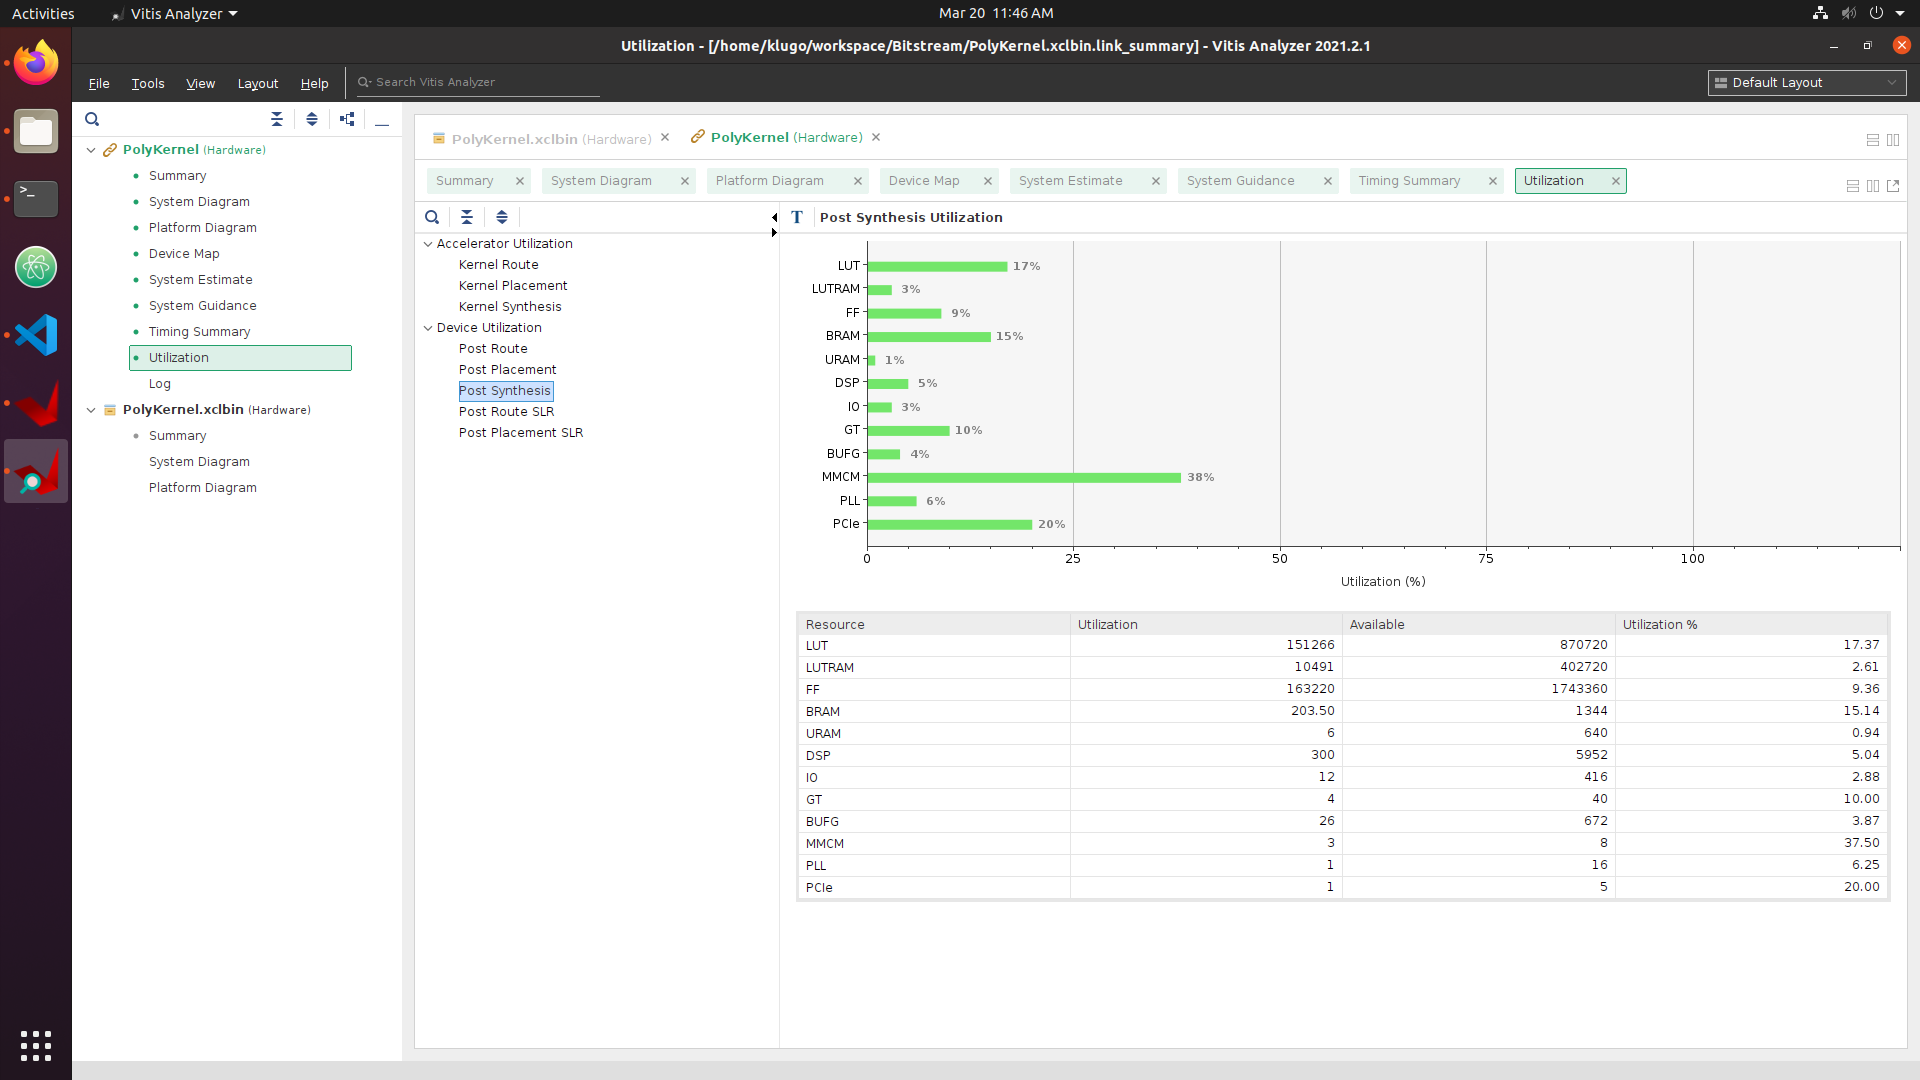 Activities Vitis Analyzer Mar 20 11:46 AM
Utilization - [/home/klugo/workspace/Bitstream/PolyKernel.xclbin.link_summary] - Vitis Analyzer 2021.2.1
File Tools View Layout Help Search Vitis Analyzer Default Layout
PolyKernel (Hardware)
Summary
System Diagram
Platform Diagram
Device Map
System Estimate
System Guidance
Timing Summary
Utilization
Log
PolyKernel.xclbin (Hardware)
Summary
System Diagram
Platform Diagram
PolyKernel.xclbin (Hardware) PolyKernel (Hardware)
Summary System Diagram Platform Diagram Device Map System Estimate System Guidance Timing Summary Utilization
Accelerator Utilization
Kernel Route
Kernel Placement
Kernel Synthesis
Device Utilization
Post Route
Post Placement
Post Synthesis
Post Route SLR
Post Placement SLR
T Post Synthesis Utilization
LUT 17%
LUTRAM 3%
FF 9%
BRAM 15%
URAM 1%
DSP 5%
IO 3%
GT 10%
BUFG 4%
MMCM 38%
PLL 6%
PCIe 20%
0 25 50 75 100
Utilization (%)
Resource Utilization Available Utilization %
LUT 151266 870720 17.37
LUTRAM 10491 402720 2.61
FF 163220 1743360 9.36
BRAM 203.50 1344 15.14
URAM 6 640 0.94
DSP 300 5952 5.04
IO 12 416 2.88
GT 4 40 10.00
BUFG 26 672 3.87
MMCM 3 8 37.50
PLL 1 16 6.25
PCIe 1 5 20.00